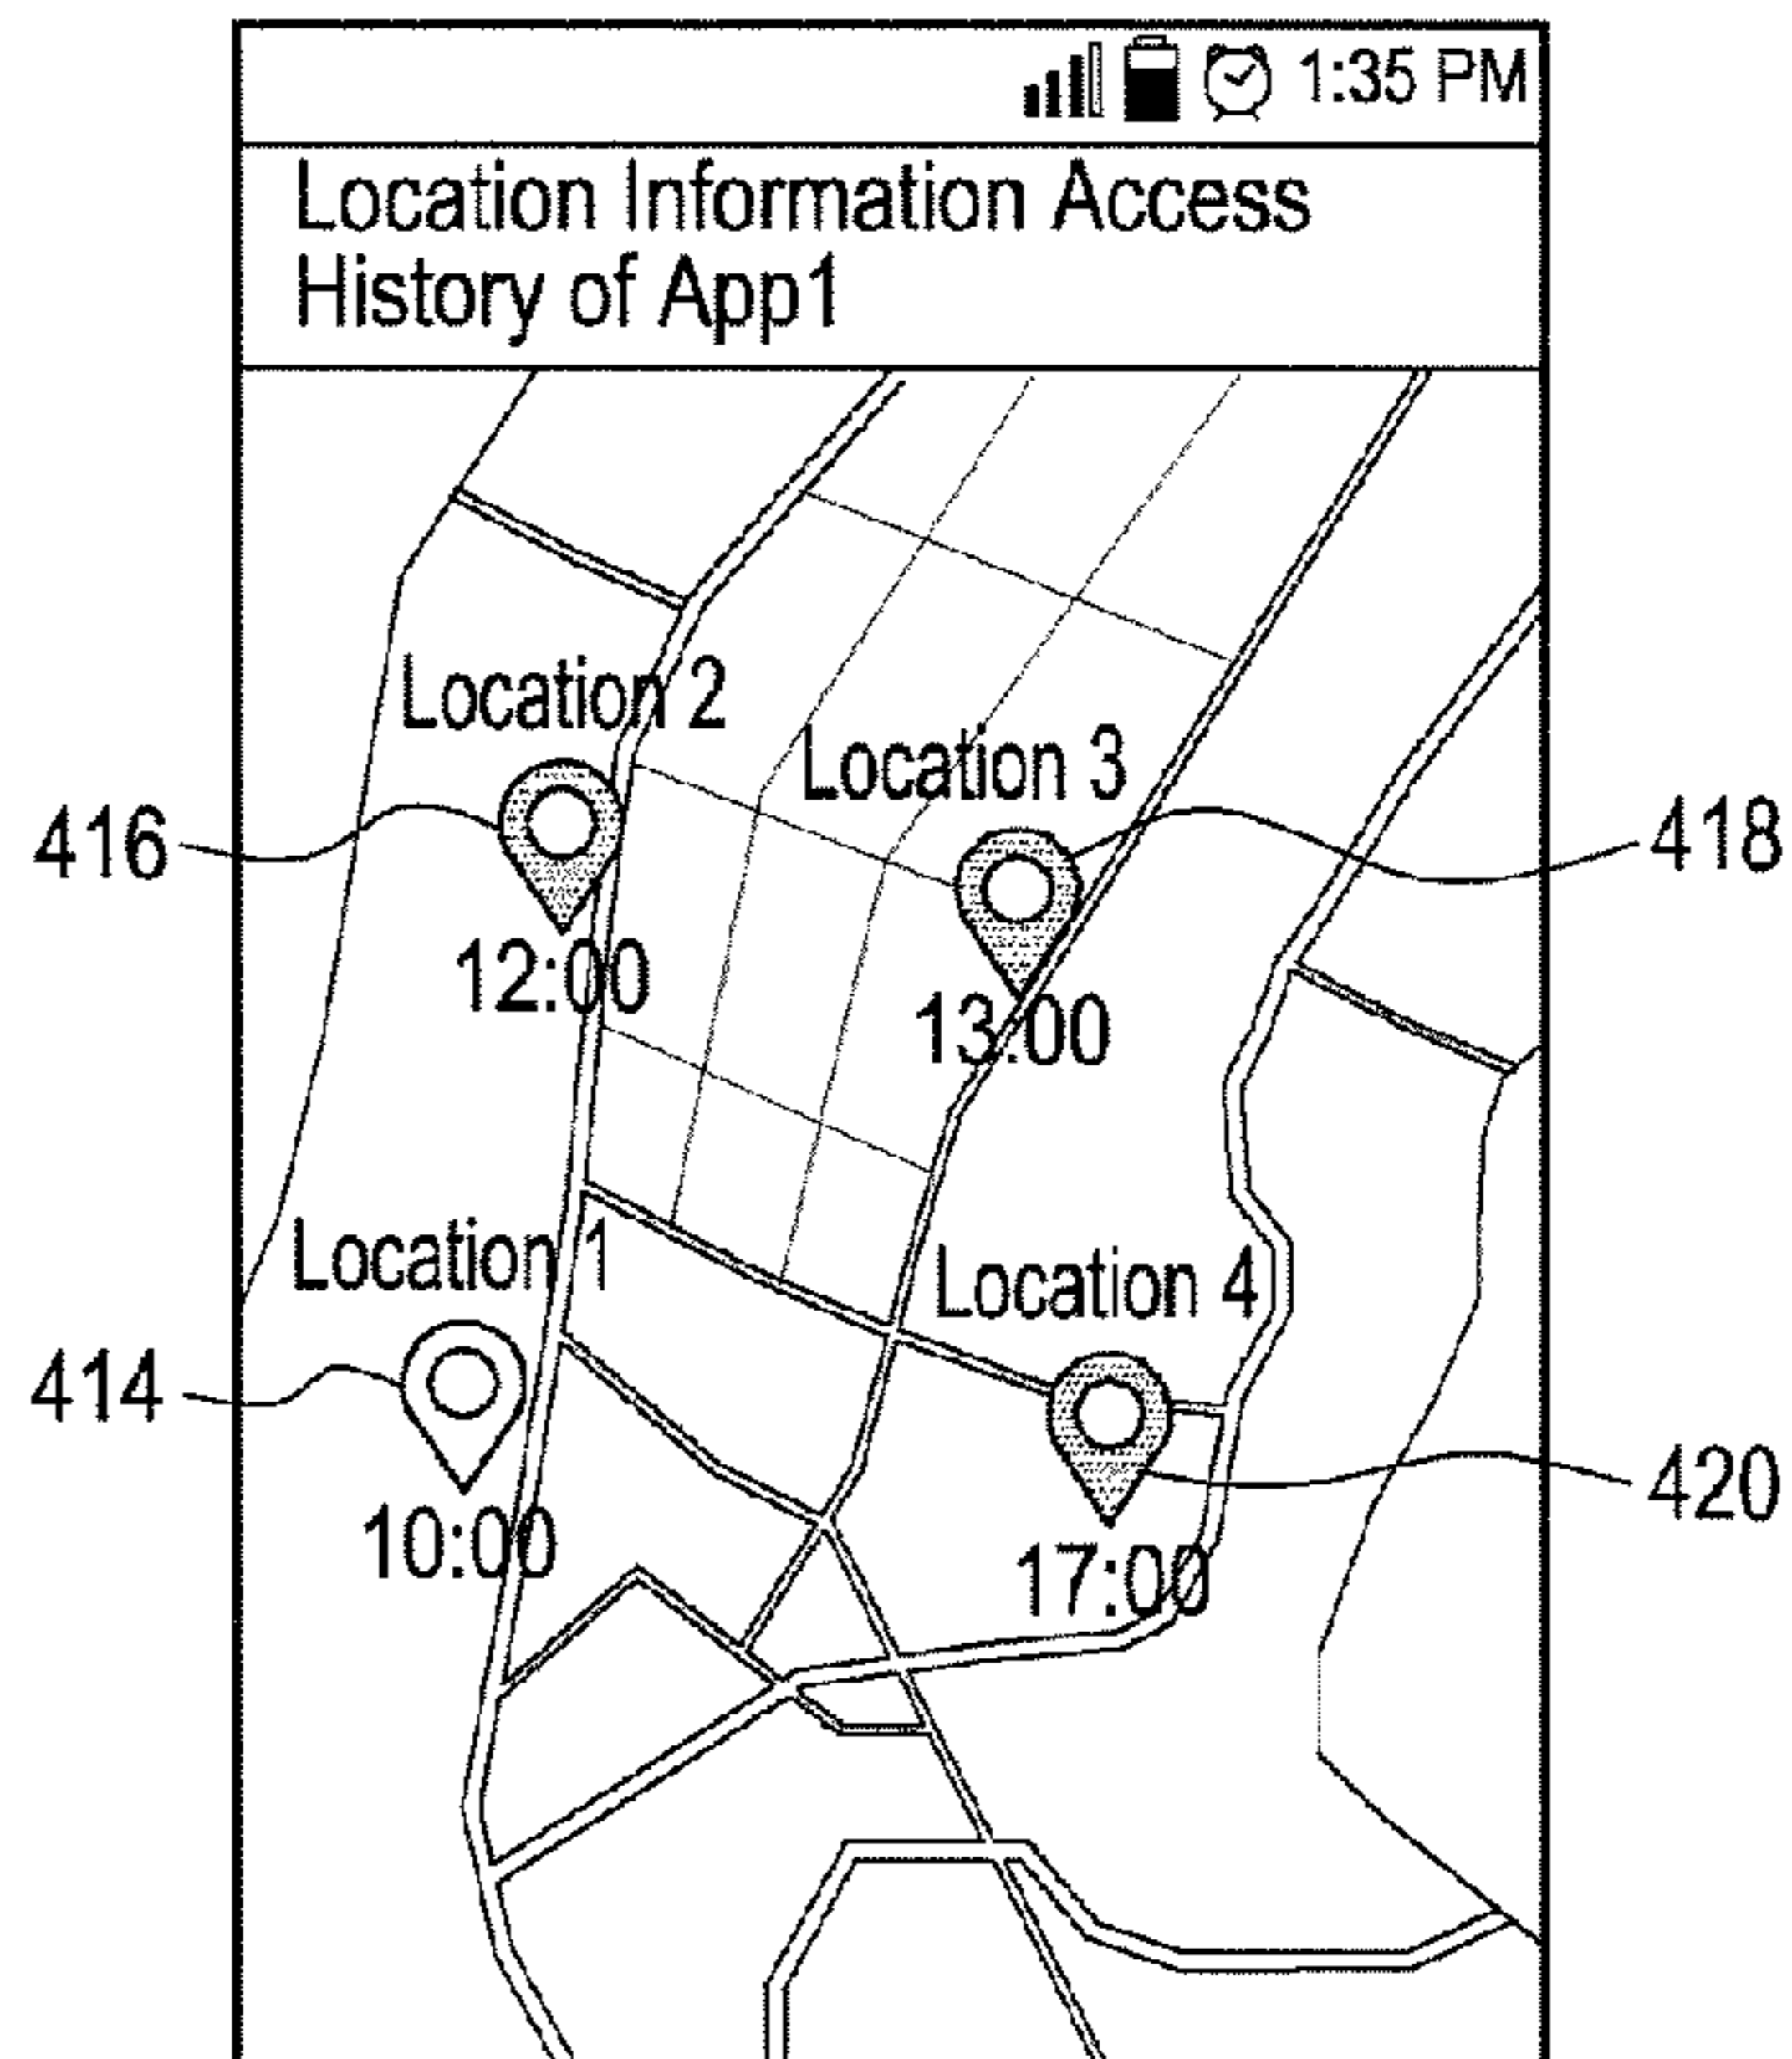 1:35 PM
Location Information Access
History of App1
Location 2
Location 3
416
418
12:00
13:00
Location 1
Location 4
414
420
10:00
17:00